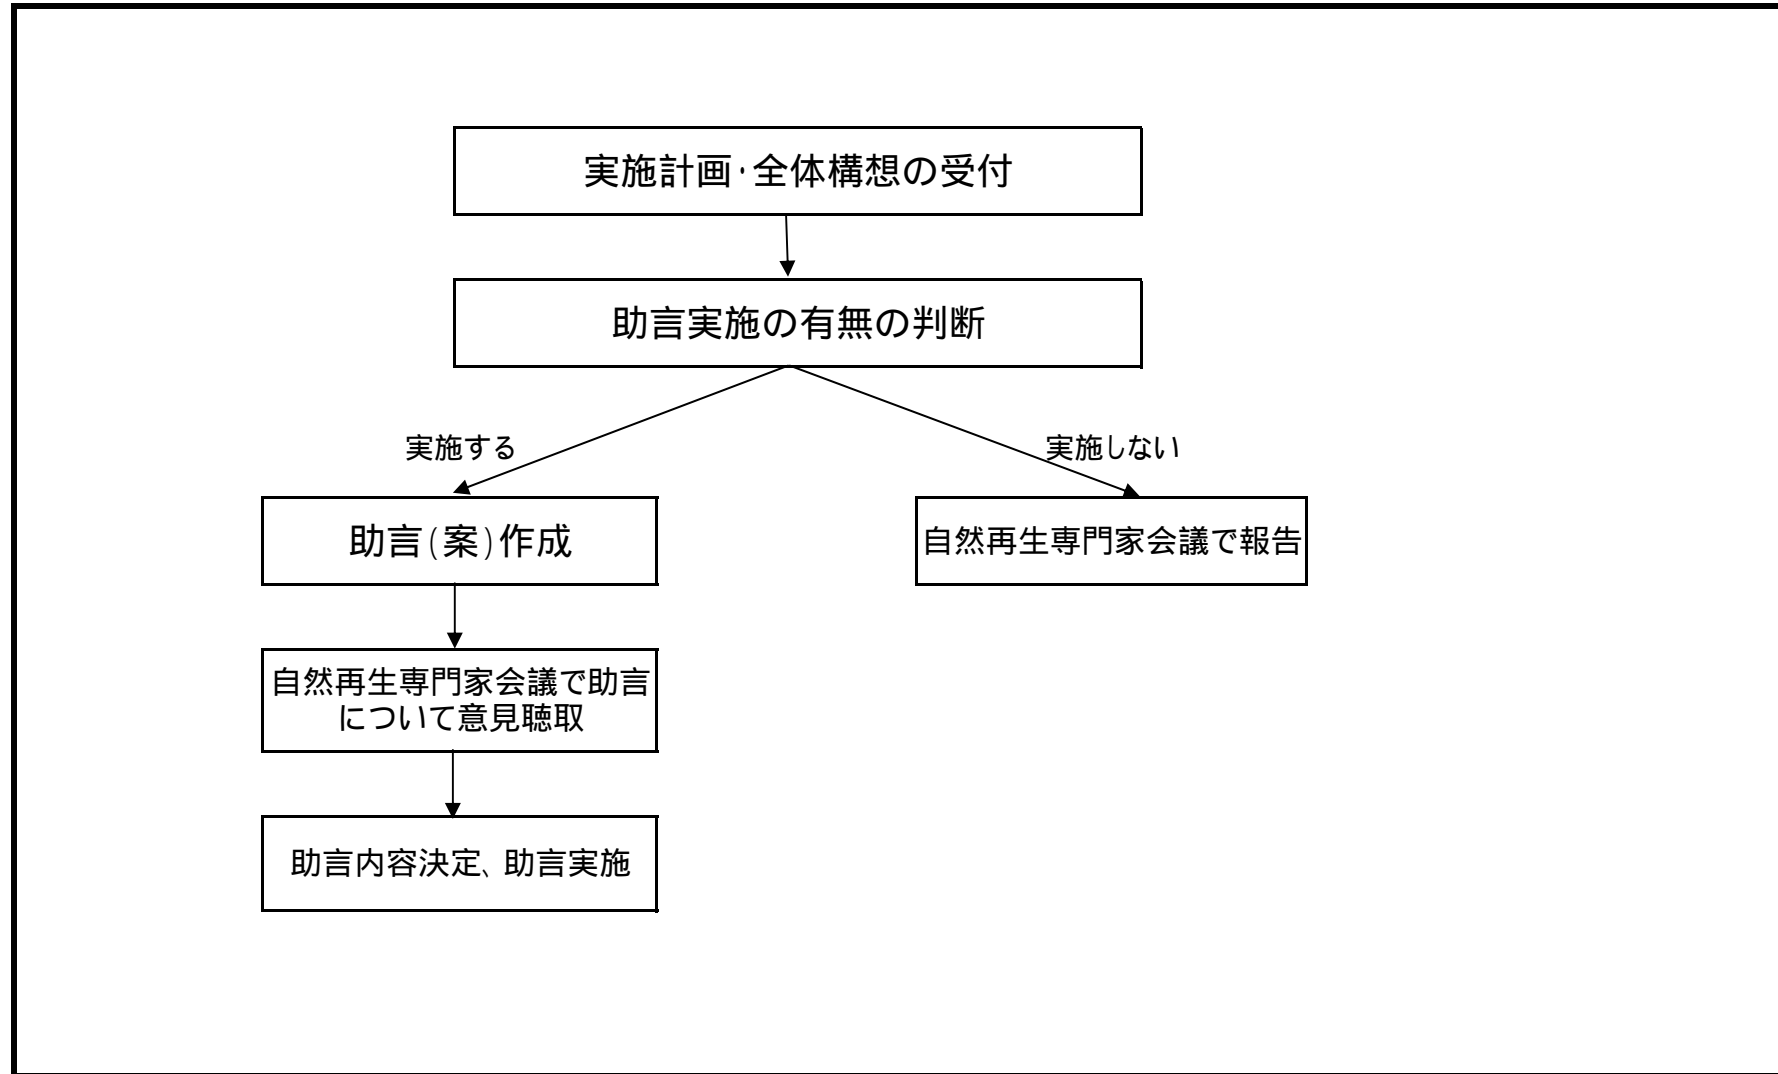 実施計画・全体構想の受付
助言実施の有無の判断
実施する
実施しない
助言(案)作成
自然再生専門家会議で報告
自然再生専門家会議で助言
について意見聴取
助言内容決定、助言実施